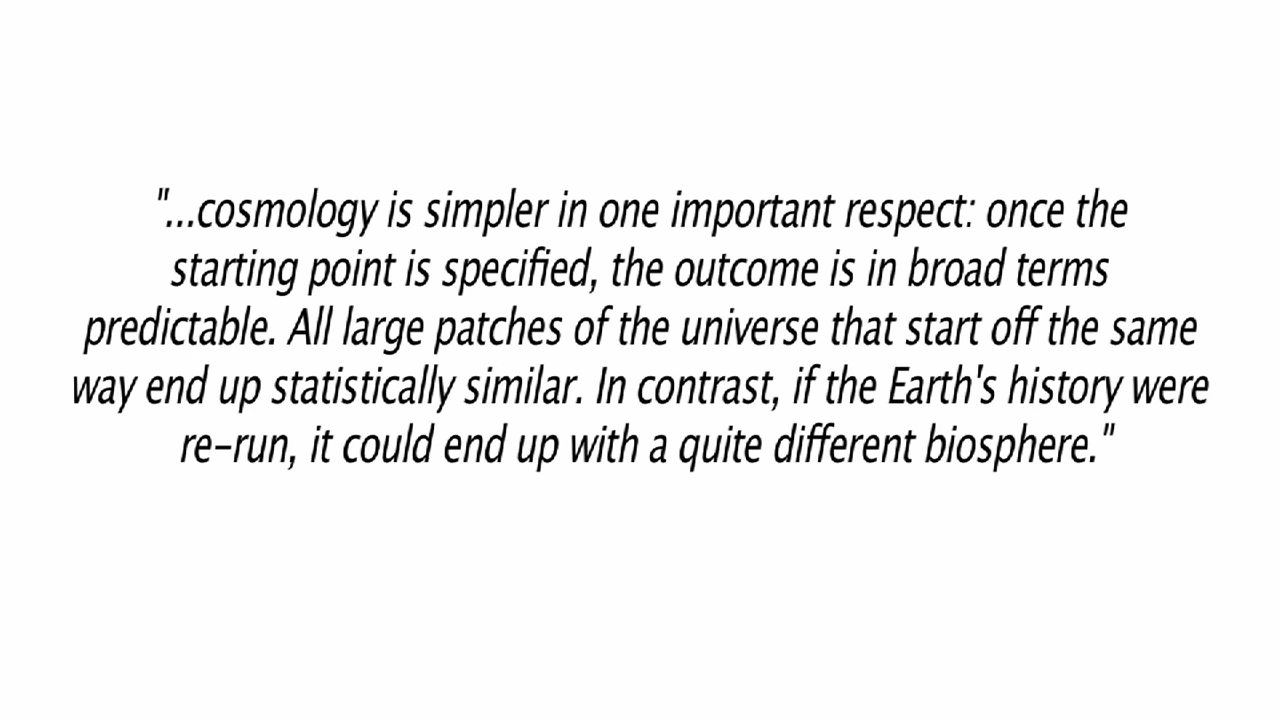 "...cosmology is simpler in one important respect: once the
starting point is specified, the outcome is in broad terms
predictable. All large patches of the universe that start off the same
way end up statistically similar. In contrast, if the Earth's history were
re–run, it could end up with a quite different biosphere."